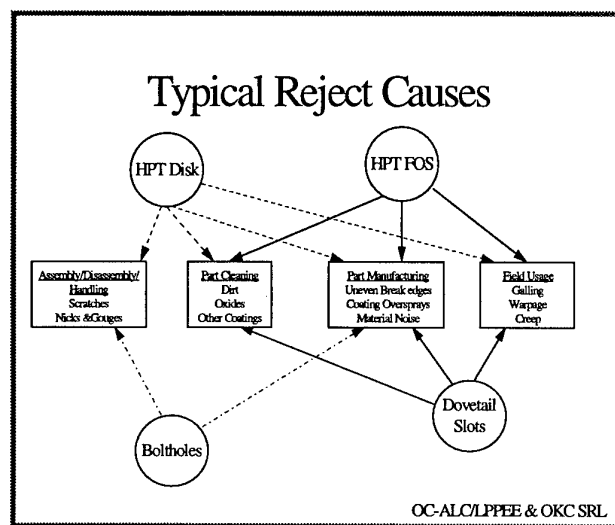 Typical Reject Causes
HPT Disk
HPT FOS
Assembly/Disassembly/
Handling
Scratches
Nicks &Gouges
Part Cleaning
Dirt
Oxides
Other Coatings
Part Manufacturing
Uneven Break edges
Coating Oversprays
Material Noise
Field Usage
Galling
Warpage
Creep
Boltholes
Dovetail
Slots
OC-ALC/LPPEE & OKC SRL